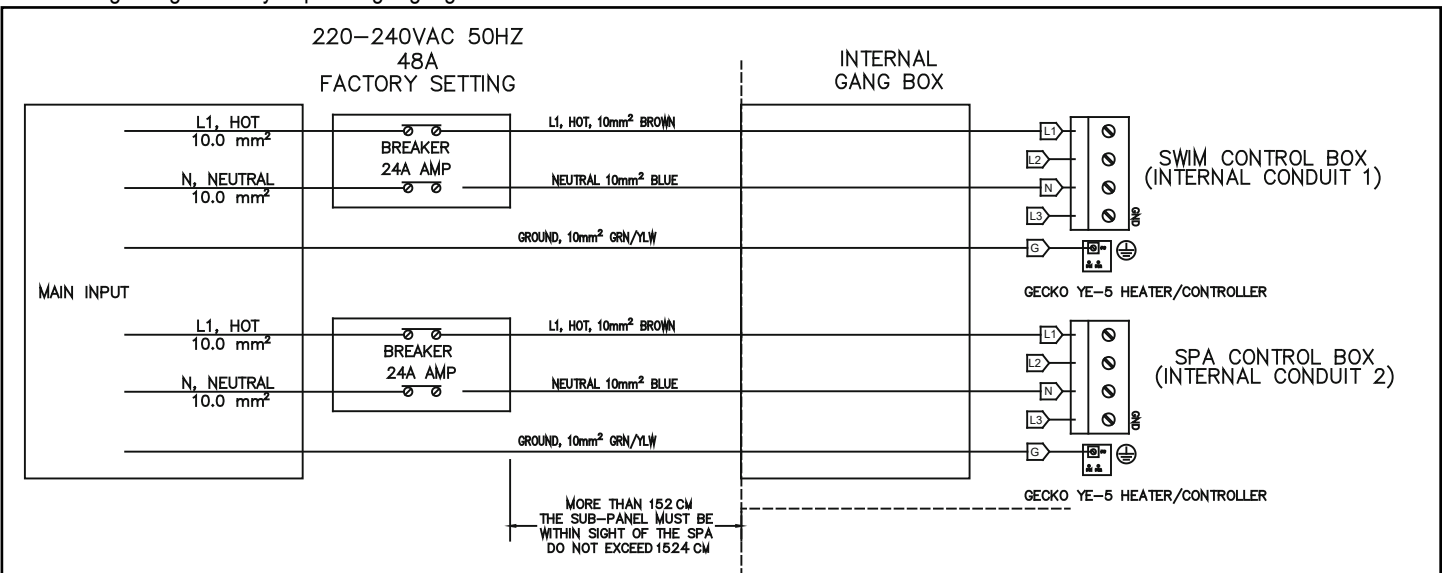 220-240VAC 50HZ
48A
FACTORY SETTING
INTERNAL
GANG BOX
L1, HOT
10.0 mm²
BREAKER
24A AMP
N, NEUTRAL
10.0 mm²
L1, HOT, 10mm² BROWN
NEUTRAL 10mm² BLUE
GROUND, 10mm² GRN/YLW
L1
L2
N
L3
G
GND
SWIM CONTROL BOX
(INTERNAL CONDUIT 1)
GECKO YE-5 HEATER/CONTROLLER
MAIN INPUT
L1, HOT
10.0 mm²
BREAKER
24A AMP
N, NEUTRAL
10.0 mm²
L1, HOT, 10mm² BROWN
NEUTRAL 10mm² BLUE
GROUND, 10mm² GRN/YLW
L1
L2
N
L3
G
GND
SPA CONTROL BOX
(INTERNAL CONDUIT 2)
GECKO YE-5 HEATER/CONTROLLER
MORE THAN 152 CM
THE SUB-PANEL MUST BE
WITHIN SIGHT OF THE SPA
DO NOT EXCEED 1524 CM